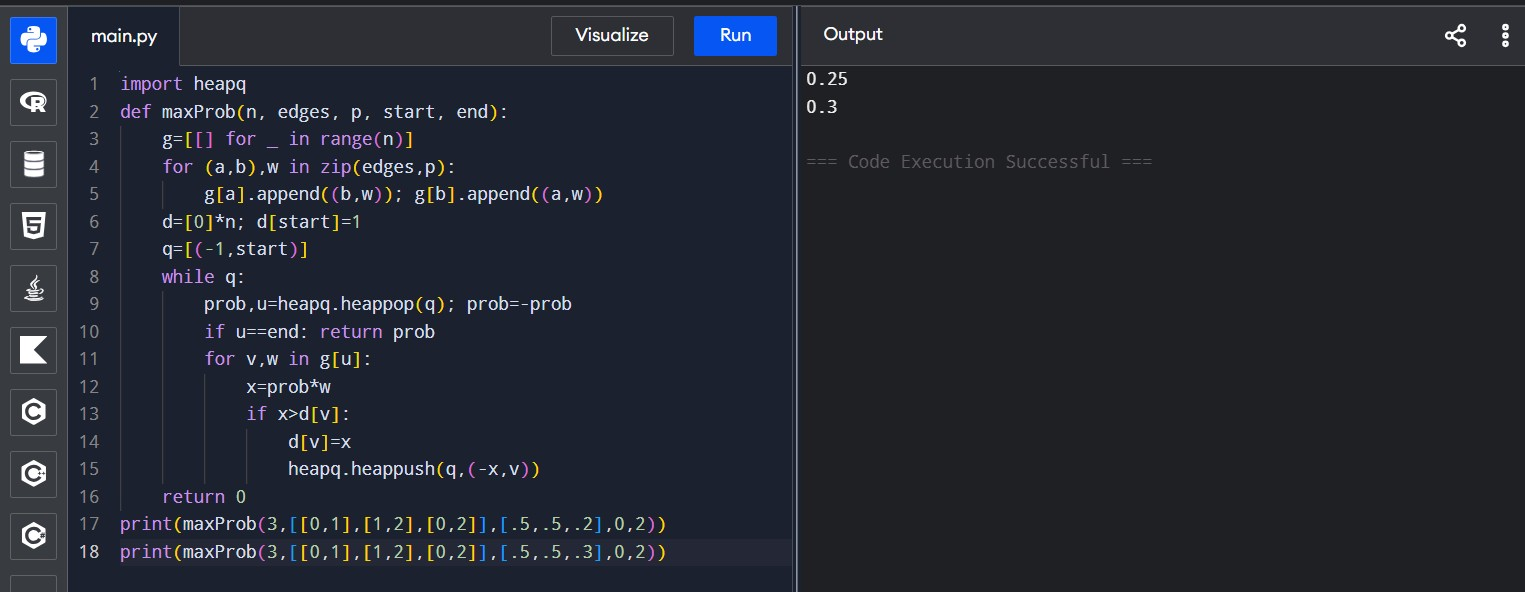 main.py
Visualize
Run
Output
1 import heapq
2 def maxProb(n, edges, p, start, end):
3     g=[[] for _ in range(n)]
4     for (a,b),w in zip(edges,p):
5         g[a].append((b,w)); g[b].append((a,w))
6     d=[0]*n; d[start]=1
7     q=[(-1,start)]
8     while q:
9         prob,u=heapq.heappop(q); prob=-prob
10         if u==end: return prob
11         for v,w in g[u]:
12             x=prob*w
13             if x>d[v]:
14                 d[v]=x
15                 heapq.heappush(q,(-x,v))
16     return 0
17 print(maxProb(3,[[0,1],[1,2],[0,2]],[.5,.5,.2],0,2))
18 print(maxProb(3,[[0,1],[1,2],[0,2]],[.5,.5,.3],0,2))
0.25
0.3
=== Code Execution Successful ===